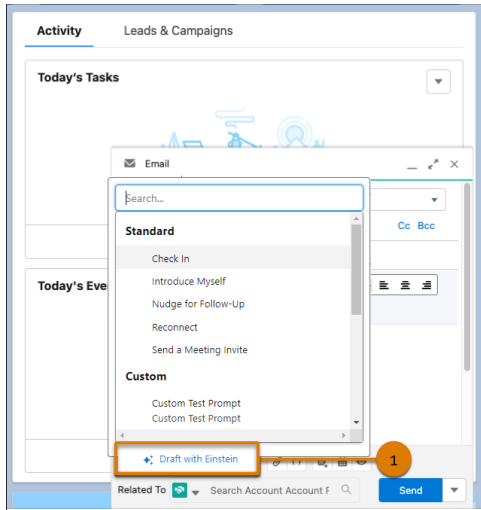 Activity
Leads & Campaigns
Today's Tasks
Email
Search...
Cc Bcc
Standard
Check In
Introduce Myself
Today's Eve
Nudge for Follow-Up
Reconnect
Send a Meeting Invite
Custom
Custom Test Prompt
Custom Test Prompt
Draft with Einstein
1
Related To
Search Account Account F
Send